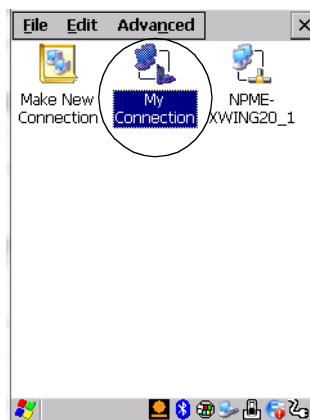 File Edit Advanced
Make New
Connection
My
Connection
NPME-
XWING20_1